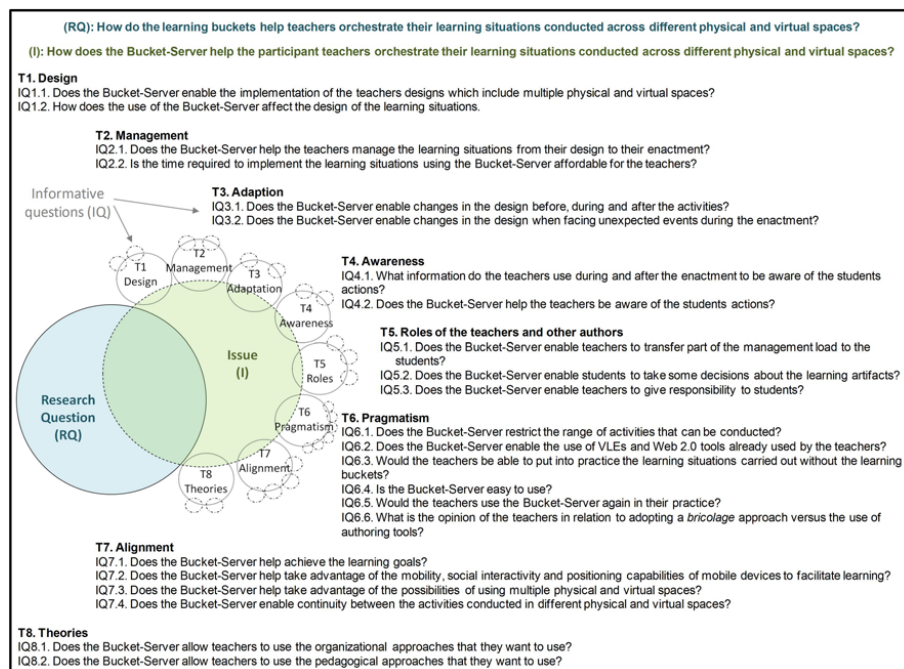 (RQ): How do the learning buckets help teachers orchestrate their learning situations conducted across different physical and virtual spaces?
(I): How does the Bucket-Server help the participant teachers orchestrate their learning situations conducted across different physical and virtual spaces?
T1. Design
IQ1.1. Does the Bucket-Server enable the implementation of the teachers designs which include multiple physical and virtual spaces?
IQ1.2. How does the use of the Bucket-Server affect the design of the learning situations.
T2. Management
IQ2.1. Does the Bucket-Server help the teachers manage the learning situations from their design to their enactment?
IQ2.2. Is the time required to implement the learning situations using the Bucket-Server affordable for the teachers?
Informative
questions (IQ)
T3. Adaption
IQ3.1. Does the Bucket-Server enable changes in the design before, during and after the activities?
IQ3.2. Does the Bucket-Server enable changes in the design when facing unexpected events during the enactment?
T1
Design
T2
Management
T3
Adaptation
T4
Awareness
T5
Roles
T6
Pragmatism
T7
Alignment
T8
Theories
Issue
(I)
Research
Question
(RQ)
T4. Awareness
IQ4.1. What information do the teachers use during and after the enactment to be aware of the students
actions?
IQ4.2. Does the Bucket-Server help the teachers be aware of the students actions?
T5. Roles of the teachers and other authors
IQ5.1. Does the Bucket-Server enable teachers to transfer part of the management load to the
students?
IQ5.2. Does the Bucket-Server enable students to take some decisions about the learning artifacts?
IQ5.3. Does the Bucket-Server enable teachers to give responsibility to students?
T6. Pragmatism
IQ6.1. Does the Bucket-Server restrict the range of activities that can be conducted?
IQ6.2. Does the Bucket-Server enable the use of VLEs and Web 2.0 tools already used by the teachers?
IQ6.3. Would the teachers be able to put into practice the learning situations carried out without the learning
buckets?
IQ6.4. Is the Bucket-Server easy to use?
IQ6.5. Would the teachers use the Bucket-Server again in their practice?
IQ6.6. What is the opinion of the teachers in relation to adopting a bricolage approach versus the use of
authoring tools?
T7. Alignment
IQ7.1. Does the Bucket-Server help achieve the learning goals?
IQ7.2. Does the Bucket-Server help take advantage of the mobility, social interactivity and positioning capabilities of mobile devices to facilitate learning?
IQ7.3. Does the Bucket-Server help take advantage of the possibilities of using multiple physical and virtual spaces?
IQ7.4. Does the Bucket-Server enable continuity between the activities conducted in different physical and virtual spaces?
T8. Theories
IQ8.1. Does the Bucket-Server allow teachers to use the organizational approaches that they want to use?
IQ8.2. Does the Bucket-Server allow teachers to use the pedagogical approaches that they want to use?